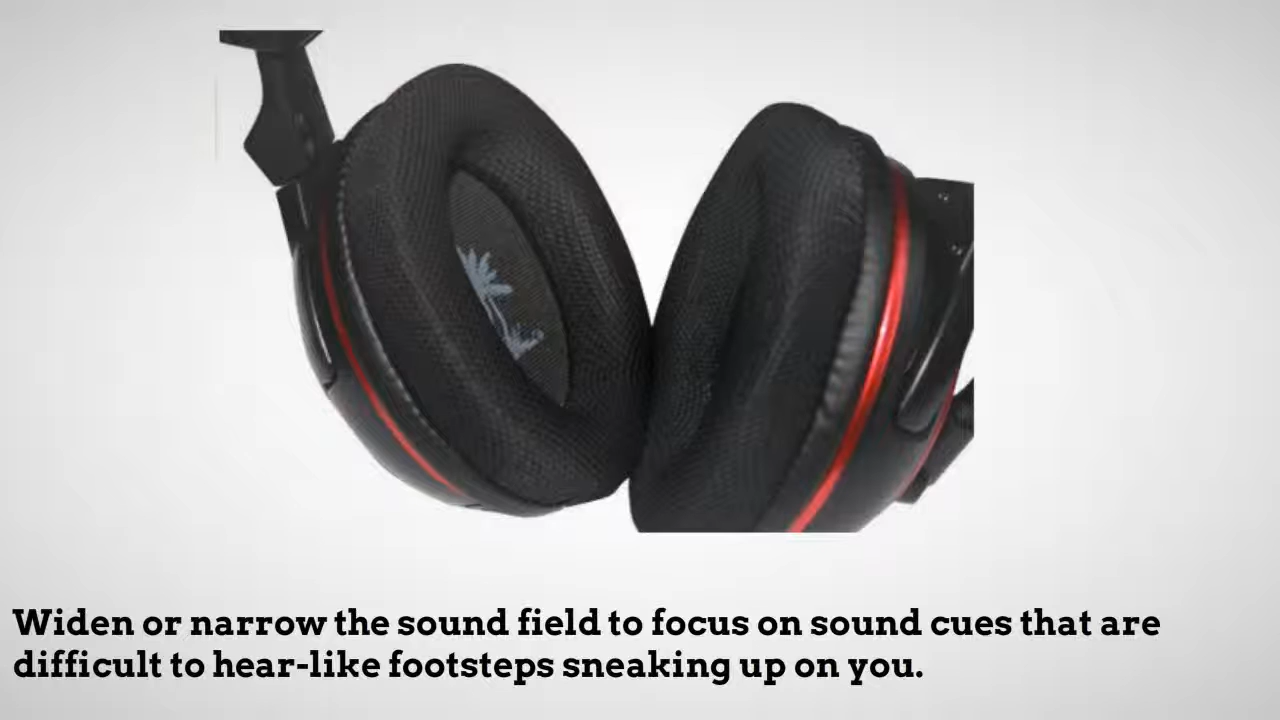 Widen or narrow the sound field to focus on sound cues that are
difficult to hear-like footsteps sneaking up on you.